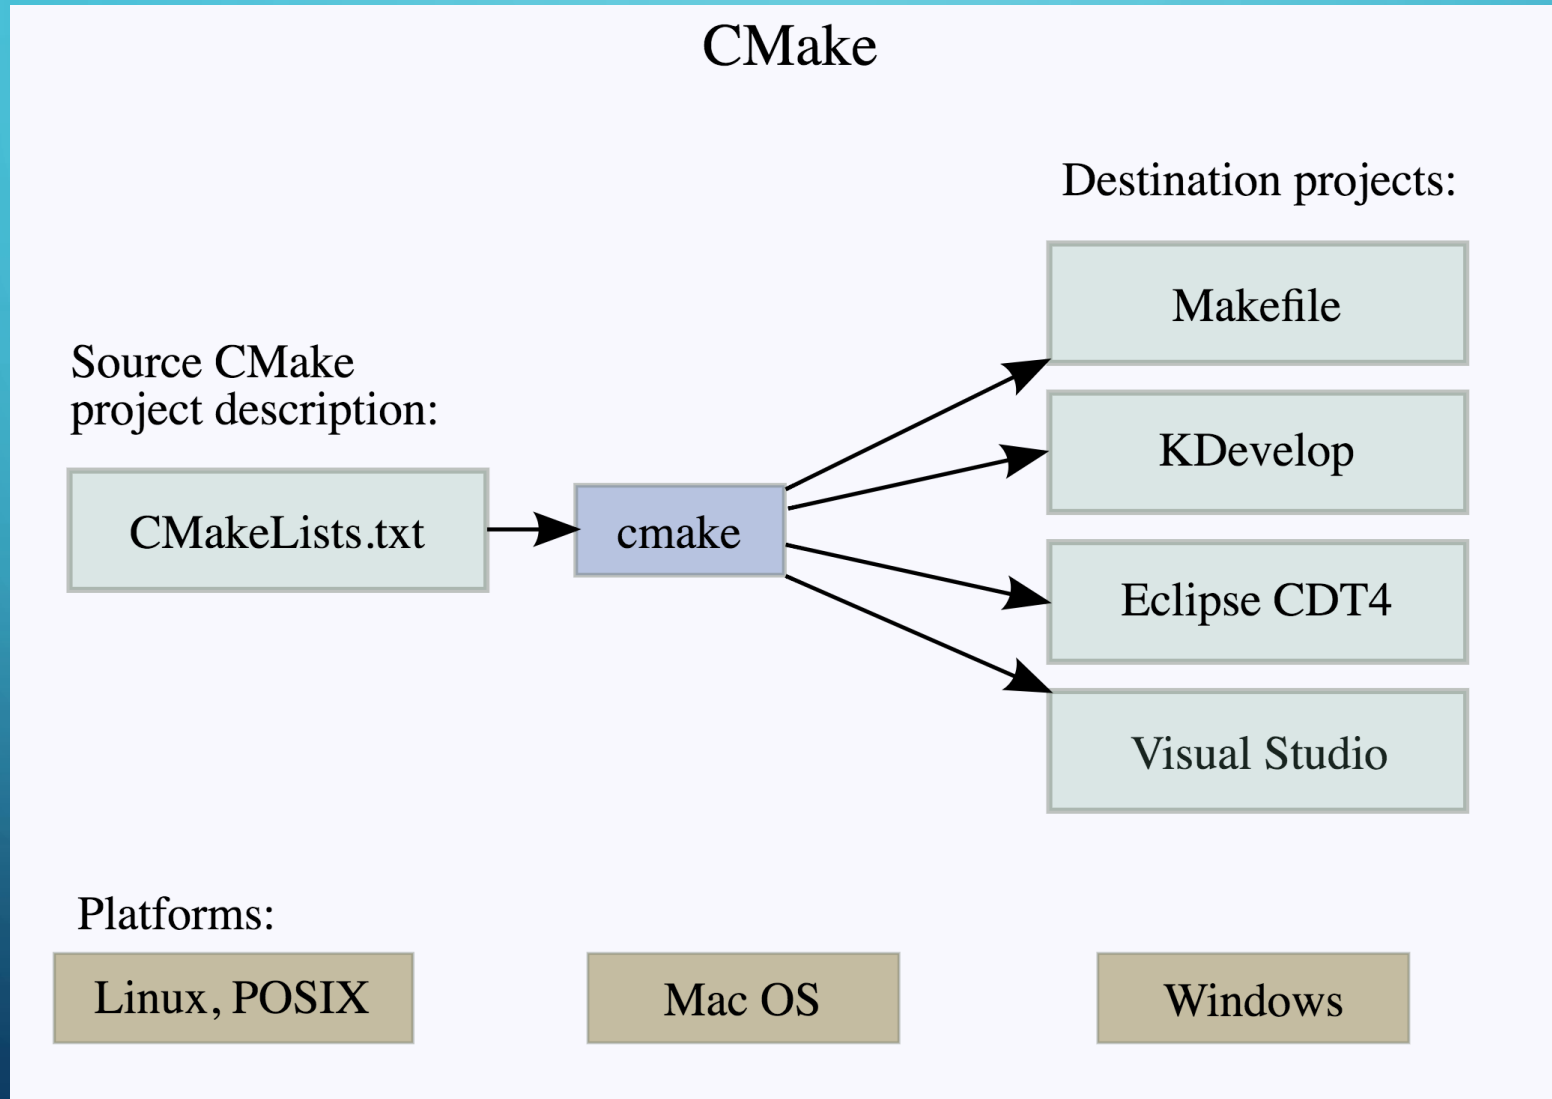 CMake
Destination projects:
Makefile
Source CMake
project description:
KDevelop
CMakeLists.txt
cmake
Eclipse CDT4
Visual Studio
Platforms:
Linux, POSIX
Mac OS
Windows